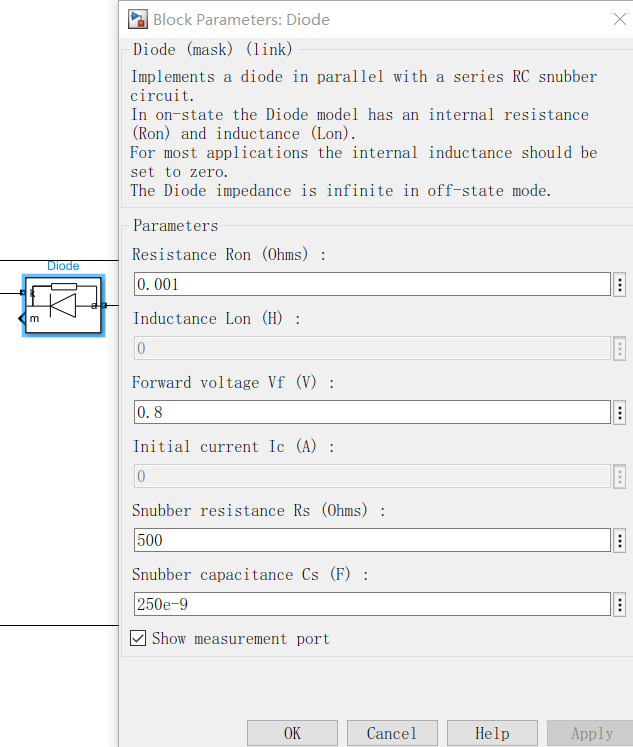 Block Parameters: Diode
Diode (mask) (link)
Implements a diode in parallel with a series RC snubber
circuit.
In on-state the Diode model has an internal resistance
(Ron) and inductance (Lon).
For most applications the internal inductance should be
set to zero.
The Diode impedance is infinite in off-state mode.
Parameters
Resistance Ron (Ohms) :
0.001
Inductance Lon (H) :
0
Forward voltage Vf (V) :
0.8
Initial current Ic (A) :
0
Snubber resistance Rs (Ohms) :
500
Snubber capacitance Cs (F) :
250e-9
Show measurement port
OK Cancel Help Apply
Diode
k a
m